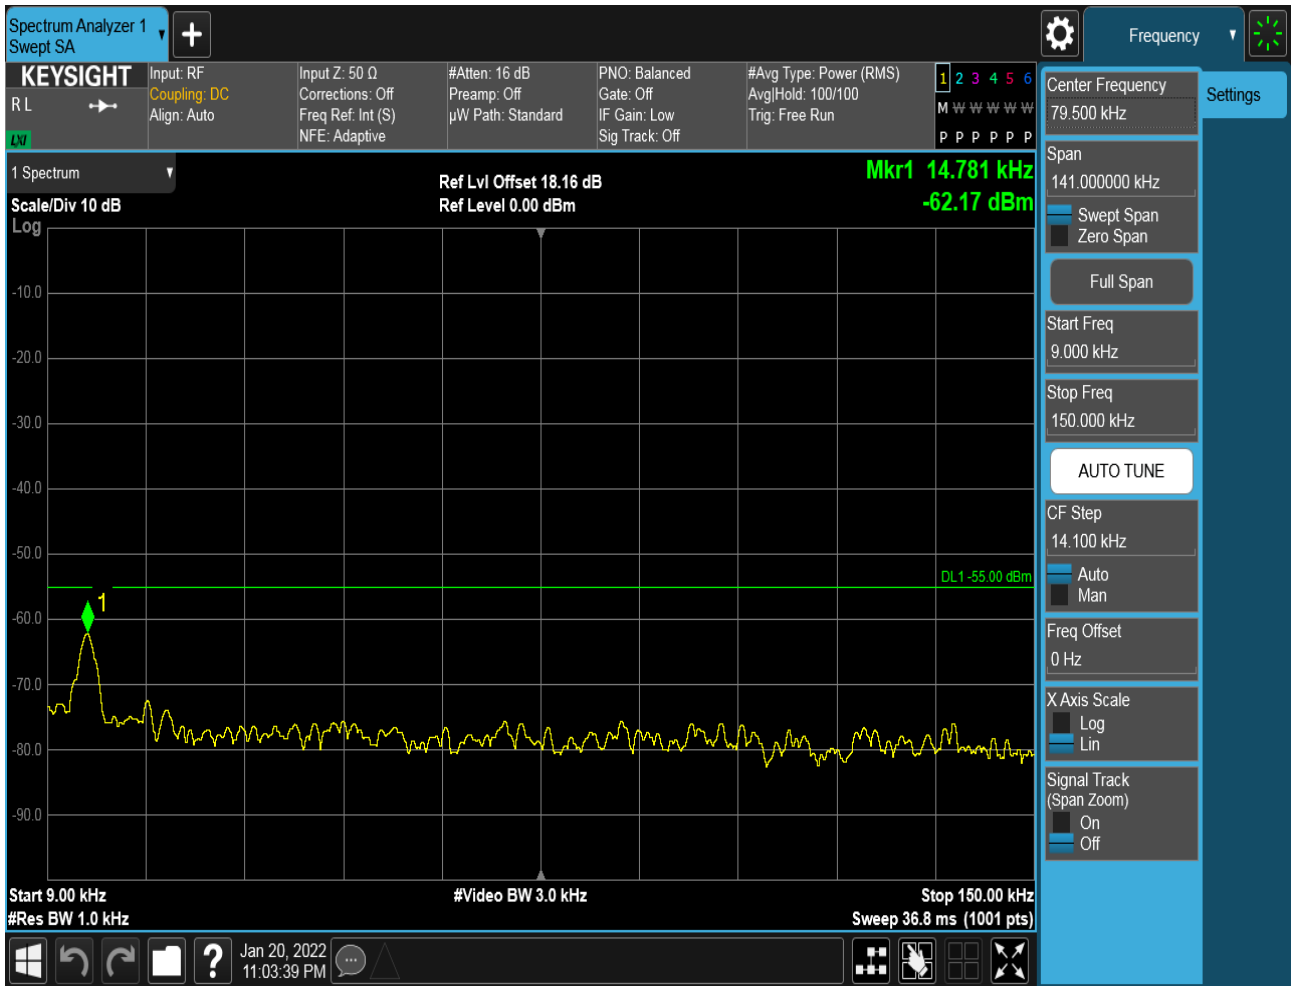 Spectrum Analyzer 1
Swept SA
Frequency
KEYSIGHT
R L
LXI
Input: RF
Coupling: DC
Align: Auto
Input Z: 50 Ω
Corrections: Off
Freq Ref: Int (S)
NFE: Adaptive
#Atten: 16 dB
Preamp: Off
µW Path: Standard
PNO: Balanced
Gate: Off
IF Gain: Low
Sig Track: Off
#Avg Type: Power (RMS)
Avg|Hold: 100/100
Trig: Free Run
1 2 3 4 5 6
M W W W W W
P P P P P P
1 Spectrum
Scale/Div 10 dB
Log
Ref Lvl Offset 18.16 dB
Ref Level 0.00 dBm
Mkr1 14.781 kHz
-62.17 dBm
-10.0
-20.0
-30.0
-40.0
-50.0
DL1 -55.00 dBm
1
-60.0
-70.0
-80.0
-90.0
Start 9.00 kHz
#Res BW 1.0 kHz
#Video BW 3.0 kHz
Stop 150.00 kHz
Sweep 36.8 ms (1001 pts)
Center Frequency
79.500 kHz
Settings
Span
141.000000 kHz
Swept Span
Zero Span
Full Span
Start Freq
9.000 kHz
Stop Freq
150.000 kHz
AUTO TUNE
CF Step
14.100 kHz
Auto
Man
Freq Offset
0 Hz
X Axis Scale
Log
Lin
Signal Track
(Span Zoom)
On
Off
?
Jan 20, 2022
11:03:39 PM